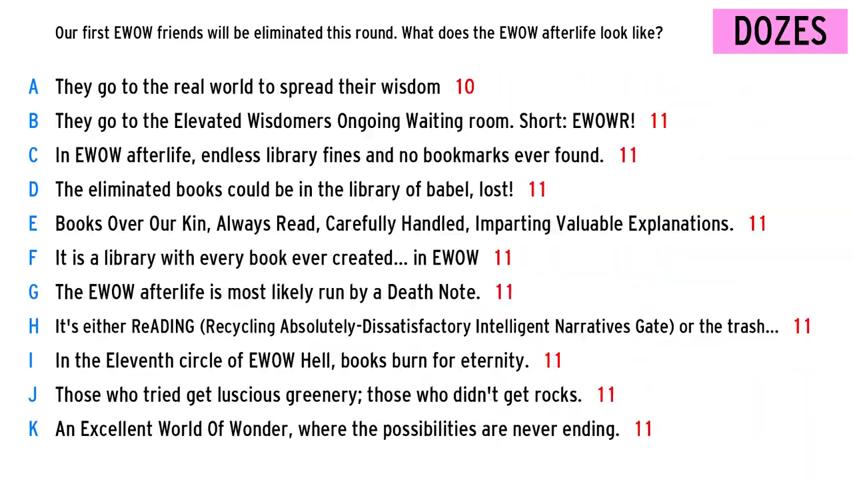 Our first EWOW friends will be eliminated this round. What does the EWOW afterlife look like?
DOZES
A They go to the real world to spread their wisdom 10
B They go to the Elevated Wisdomers Ongoing Waiting room. Short: EWOWR! 11
C In EWOW afterlife, endless library fines and no bookmarks ever found. 11
D The eliminated books could be in the library of babel, lost! 11
E Books Over Our Kin, Always Read, Carefully Handled, Imparting Valuable Explanations. 11
F It is a library with every book ever created... in EWOW 11
G The EWOW afterlife is most likely run by a Death Note. 11
H It's either ReADING (Recycling Absolutely-Dissatisfactory Intelligent Narratives Gate) or the trash... 11
I In the Eleventh circle of EWOW Hell, books burn for eternity. 11
J Those who tried get luscious greenery; those who didn't get rocks. 11
K An Excellent World Of Wonder, where the possibilities are never ending. 11